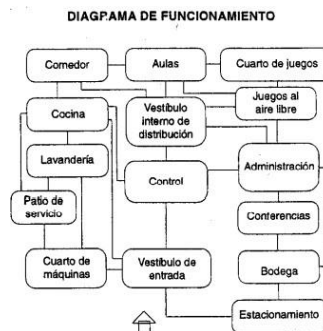 DIAGRAMA DE FUNCIONAMIENTO
Comedor
Aulas
Cuarto de juegos
Cocina
Vestíbulo
interno de
distribución
Juegos al
aire libre
Lavandería
Control
Administración
Patio de
servicio
Conferencias
Cuarto de
máquinas
Vestíbulo de
entrada
Bodega
Estacionamiento